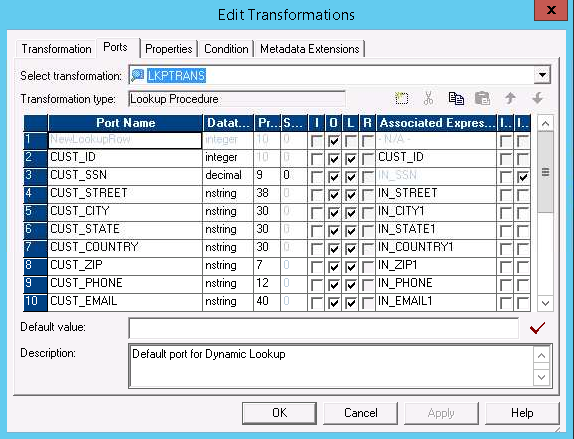 Edit Transformations
x
Transformation Ports Properties Condition Metadata Extensions
Select transformation: LKPTRANS
Transformation type: Lookup Procedure
Port Name Datat... Pr... S... I O L R Associated Expres... I... I...
1 NewLookupRow integer 10 0 - N/A -
2 CUST_ID integer 10 0 CUST_ID
3 CUST_SSN decimal 9 0 IN_SSN
4 CUST_STREET nstring 38 0 IN_STREET
5 CUST_CITY nstring 30 0 IN_CITY1
6 CUST_STATE nstring 30 0 IN_STATE1
7 CUST_COUNTRY nstring 30 0 IN_COUNTRY1
8 CUST_ZIP nstring 7 0 IN_ZIP1
9 CUST_PHONE nstring 12 0 IN_PHONE
10 CUST_EMAIL nstring 40 0 IN_EMAIL1
Default value:
Description: Default port for Dynamic Lookup
OK Cancel Apply Help